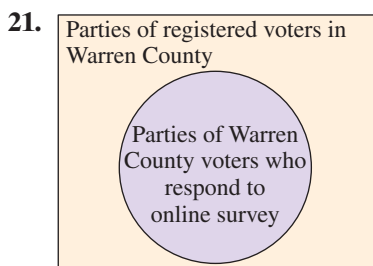 21.
Parties of registered voters in
Warren County
Parties of Warren
County voters who
respond to
online survey